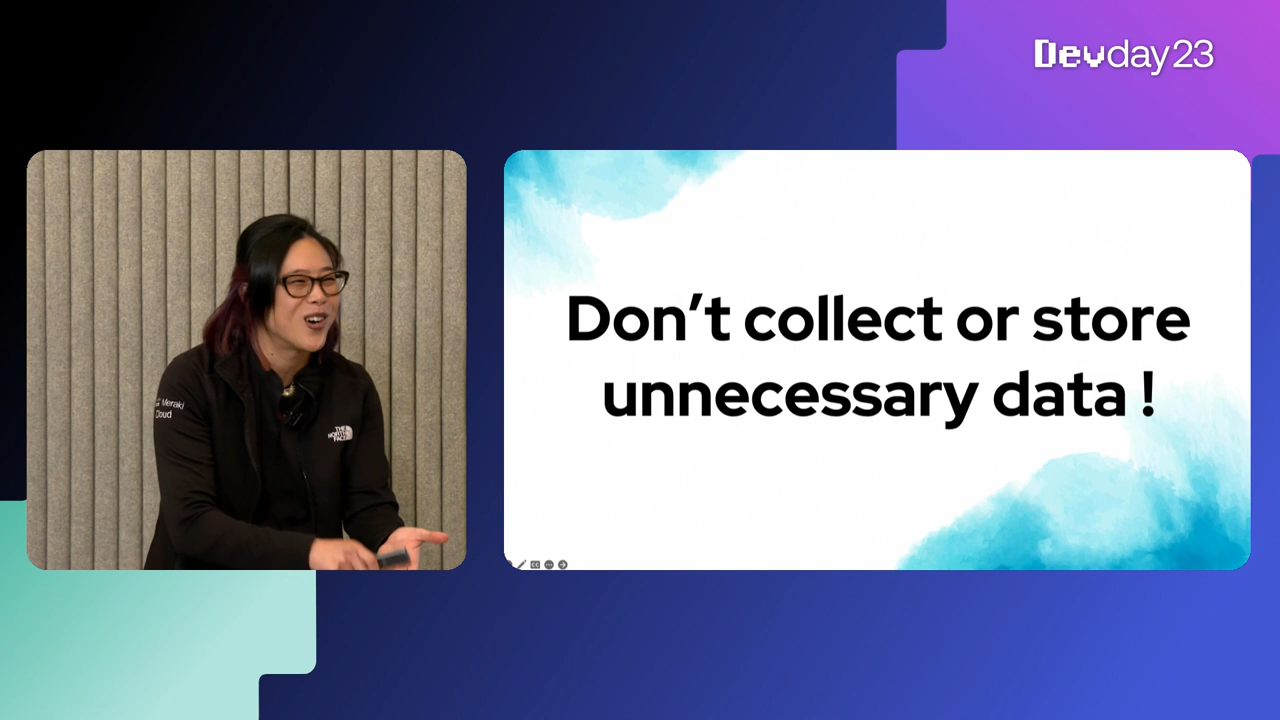 Devday23
Don’t collect or store
unnecessary data !
Meraki
Cloud
THE
NORTH
FACE